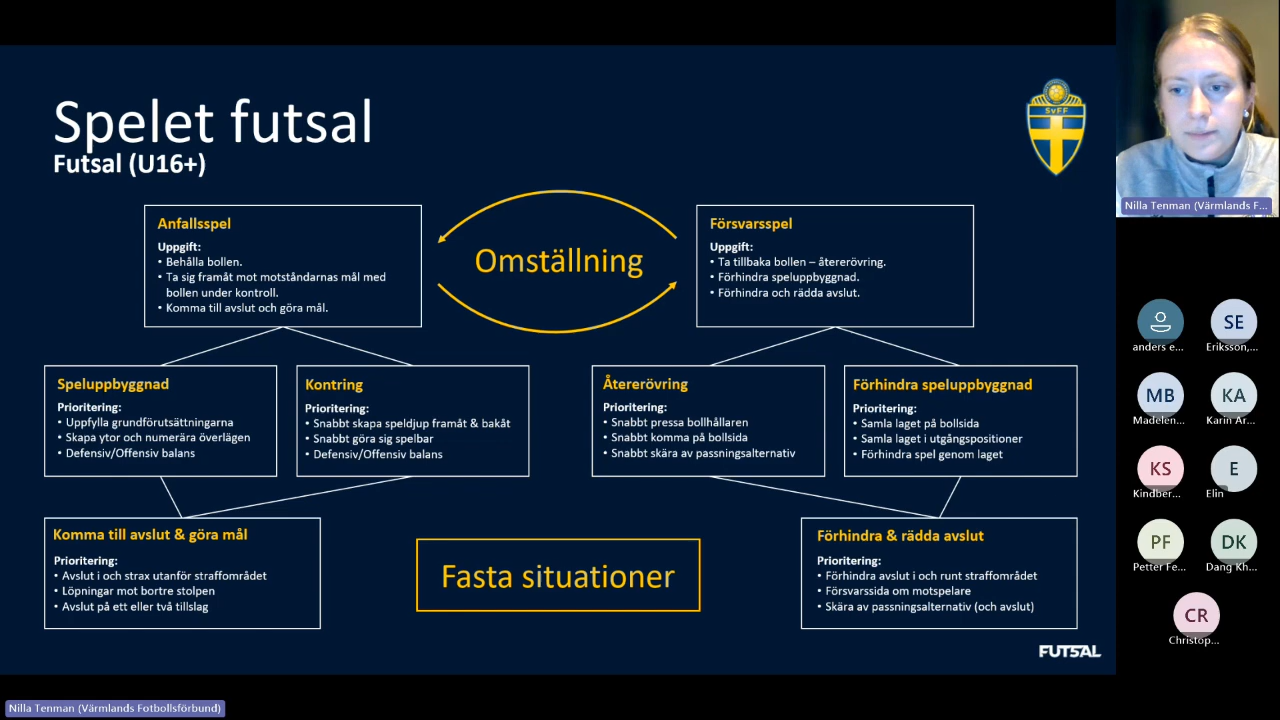 Spelet futsal
Futsal (U16+)
SvFF
Anfallsspel
Uppgift:
• Behålla bollen.
• Ta sig framåt mot motståndarnas mål med
bollen under kontroll.
• Komma till avslut och göra mål.
Omställning
Försvarsspel
Uppgift:
• Ta tillbaka bollen – återerövring.
• Förhindra speluppbyggnad.
• Förhindra och rädda avslut.
Speluppbyggnad
Prioritering:
• Uppfylla grundförutsättningarna
• Skapa ytor och numerära överlägen
• Defensiv/Offensiv balans
Kontring
Prioritering:
• Snabbt skapa speldjup framåt & bakåt
• Snabbt göra sig spelbar
• Defensiv/Offensiv balans
Återerövring
Prioritering:
• Snabbt pressa bollhållaren
• Snabbt komma på bollsida
• Snabbt skära av passningsalternativ
Förhindra speluppbyggnad
Prioritering:
• Samla laget på bollsida
• Samla laget i utgångspositioner
• Förhindra spel genom laget
Komma till avslut & göra mål
Prioritering:
• Avslut i och strax utanför straffområdet
• Löpningar mot bortre stolpen
• Avslut på ett eller två tillslag
Fasta situationer
Förhindra & rädda avslut
Prioritering:
• Förhindra avslut i och runt straffområdet
• Försvarssida om motspelare
• Skära av passningsalternativ (och avslut)
FUTSAL
Nilla Tenman (Värmlands Fotbollsförbund)
Nilla Tenman (Värmlands F...
anders e...
SE
Eriksson,...
MB
Madelen...
KA
Karin Ar...
KS
Kindber...
E
Elin
PF
Petter Fe...
DK
Dang Kh...
CR
Christop...